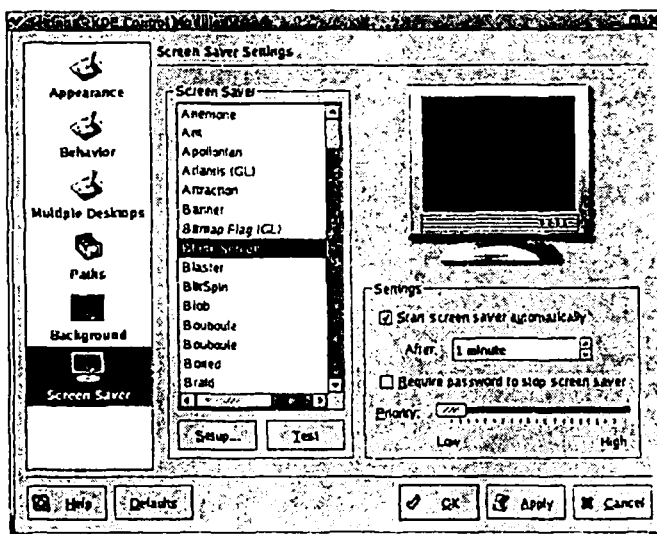 Screen Saver Settings
Appearance
Behavior
Multiple Desktops
Paths
Background
Screen Saver
Screen Saver
Anemone
Ant
Apollonian
Atlantis (GL)
Attraction
Banner
Bitmap Flag (GL)
Blank Screen
Blaster
BlitSpin
Blob
Bouboule
Bouboule
Boxed
Braid
Setup...
Test
Settings
Start screen saver automatically
After:
1 minute
Require password to stop screen saver
Priority:
Low
High
Help
Defaults
OK
Apply
Cancel